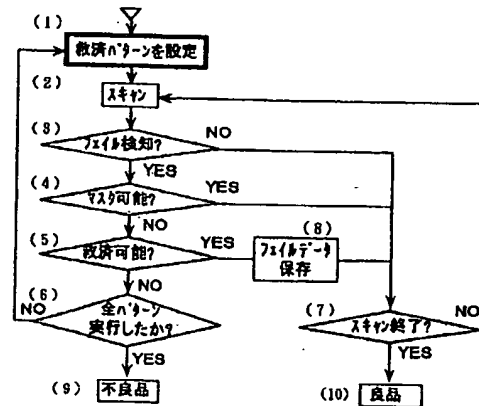 (1)
救済パターンを設定
(2)
スキャン
(3)
フェイル検知?
NO
YES
(4)
マスタ可能?
YES
NO
(5)
救済可能?
YES
(8)
フェイルデータ
保存
NO
(6)
NO
全パターン
実行したか?
YES
(7)
スキャン終了?
NO
YES
(9)
不良品
(10)
良品